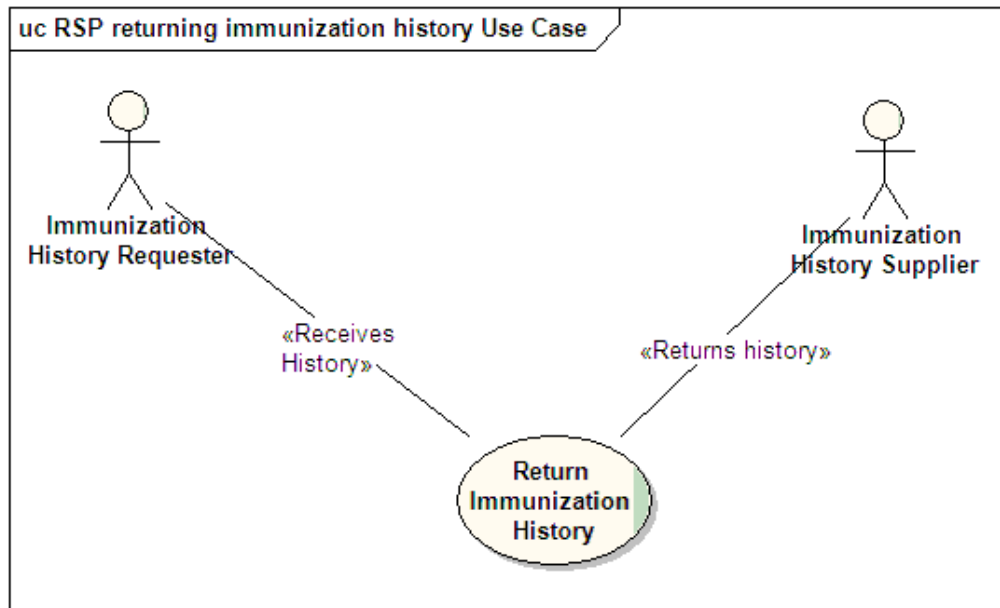 uc RSP returning immunization history Use Case
Immunization
History Requester
Immunization
History Supplier
«Receives
History»
«Returns history»
Return
Immunization
History